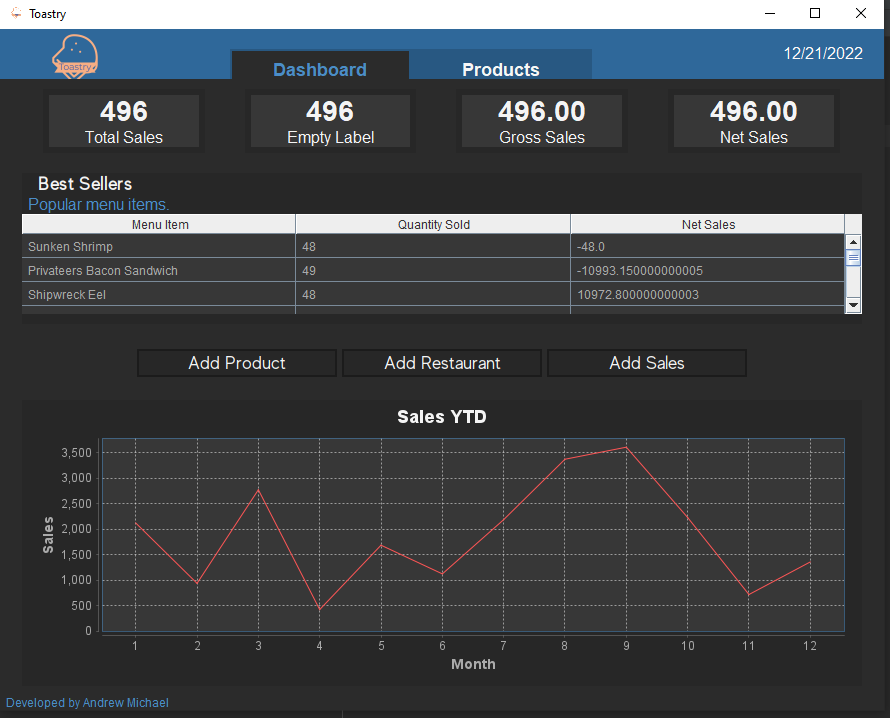 Toastry
Toastry
Dashboard
Products
12/21/2022
496
Total Sales
496
Empty Label
496.00
Gross Sales
496.00
Net Sales
Best Sellers
Popular menu items.
Menu Item Quantity Sold Net Sales
Sunken Shrimp 48 -48.0
Privateers Bacon Sandwich 49 -10993.150000000005
Shipwreck Eel 48 10972.800000000003
Add Product
Add Restaurant
Add Sales
Sales YTD
Sales
3,500
3,000
2,500
2,000
1,500
1,000
500
0
1 2 3 4 5 6 7 8 9 10 11 12
Month
Developed by Andrew Michael